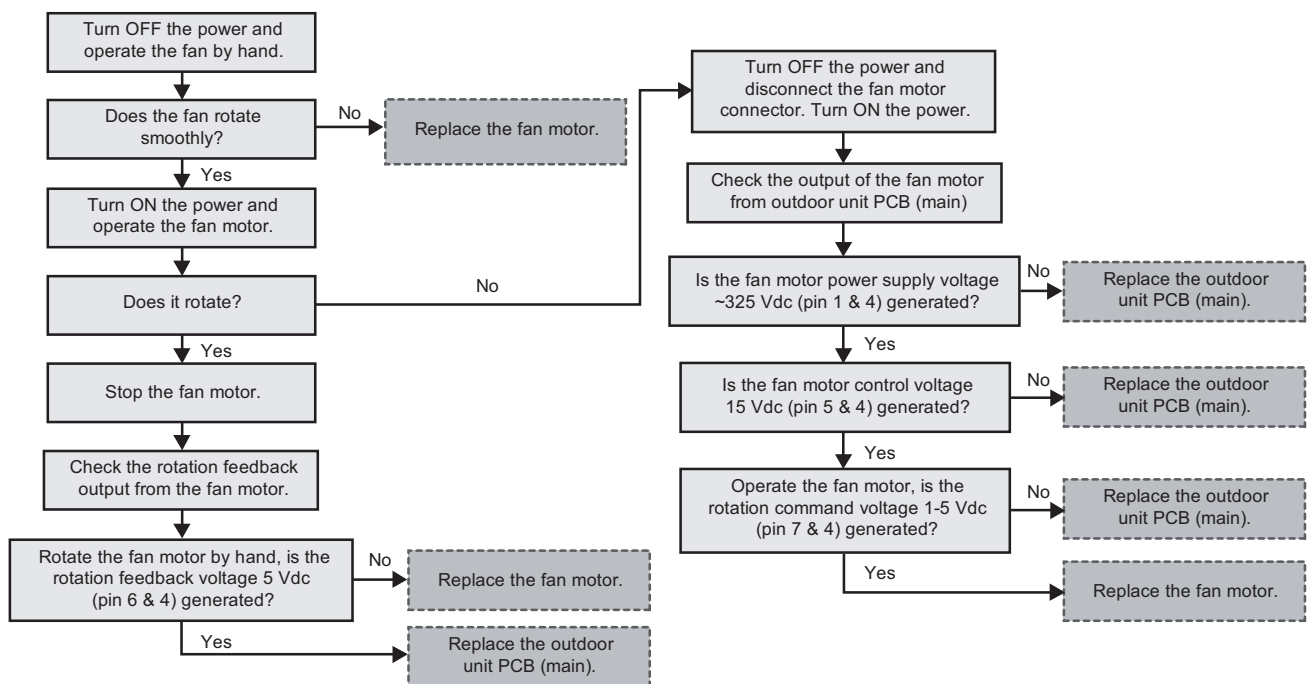 Turn OFF the power and
operate the fan by hand.
Does the fan rotate
smoothly?
No
Replace the fan motor.
Yes
Turn ON the power and
operate the fan motor.
Does it rotate?
No
Yes
Stop the fan motor.
Check the rotation feedback
output from the fan motor.
Rotate the fan motor by hand, is the
rotation feedback voltage 5 Vdc
(pin 6 & 4) generated?
No
Replace the fan motor.
Yes
Replace the outdoor
unit PCB (main).
Turn OFF the power and
disconnect the fan motor
connector. Turn ON the power.
Check the output of the fan motor
from outdoor unit PCB (main)
Is the fan motor power supply voltage
~325 Vdc (pin 1 & 4) generated?
No
Replace the outdoor
unit PCB (main).
Yes
Is the fan motor control voltage
15 Vdc (pin 5 & 4) generated?
No
Replace the outdoor
unit PCB (main).
Yes
Operate the fan motor, is the
rotation command voltage 1-5 Vdc
(pin 7 & 4) generated?
No
Replace the outdoor
unit PCB (main).
Yes
Replace the fan motor.